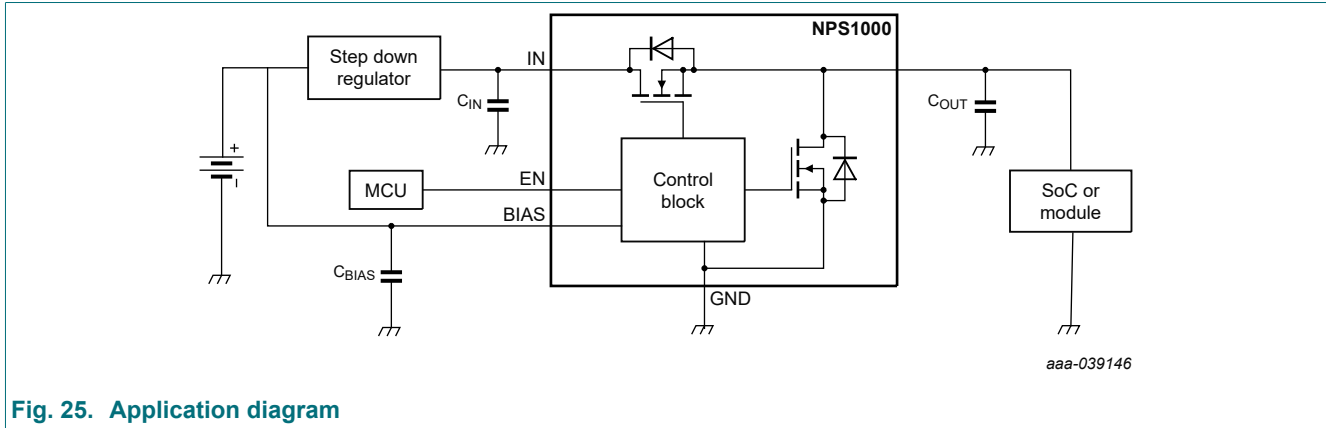 NPS1000
Step down
regulator
IN
CIN
COUT
+
−
MCU
EN
BIAS
Control
block
SoC or
module
CBIAS
GND
aaa-039146
Fig. 25. Application diagram